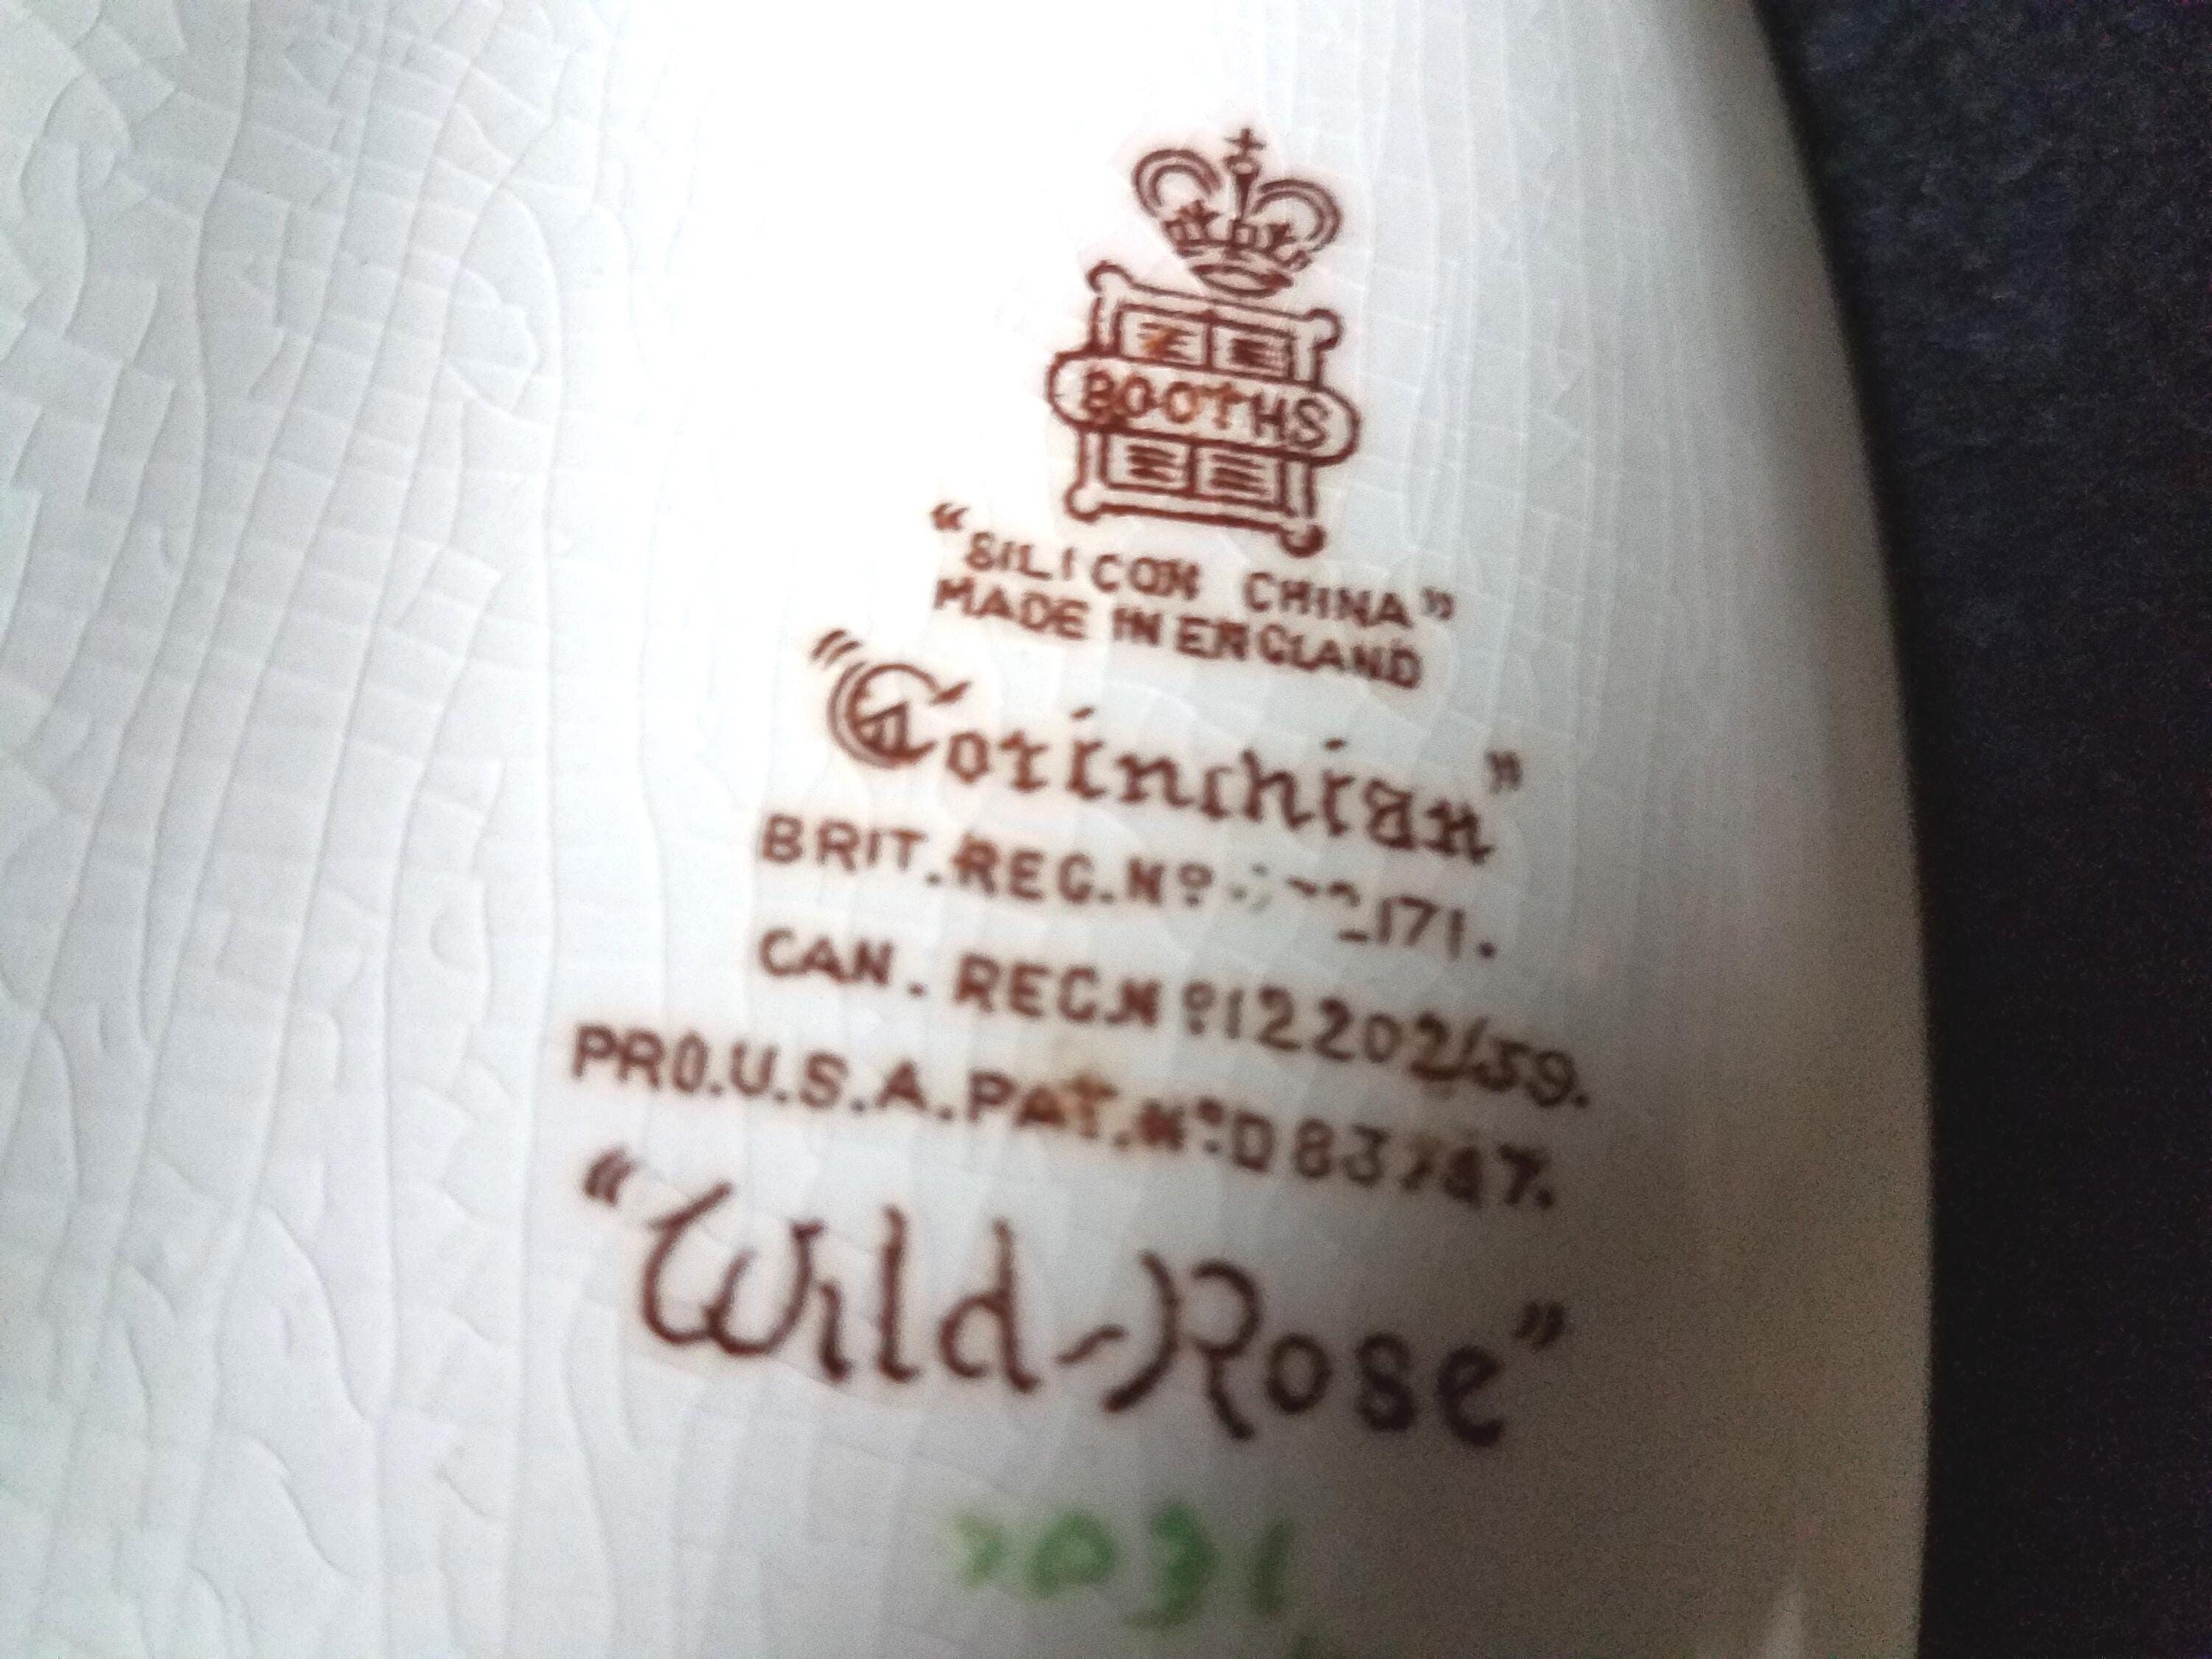 BOOTHS
"SILICON CHINA"
MADE IN ENGLAND
"Corinthian"
BRIT. REG. Nº
CAN. REG. Nº 12202/59.
PRO. U.S.A. PAT. Nº
"Wild-Rose"